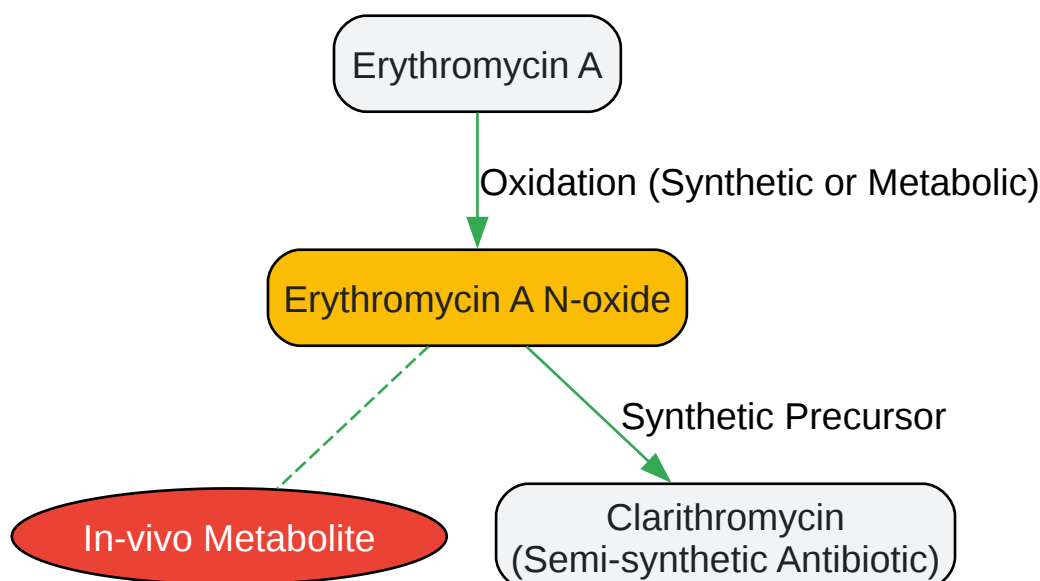 Erythromycin A
Oxidation (Synthetic or Metabolic)
Erythromycin A N-oxide
Synthetic Precursor
In-vivo Metabolite
Clarithromycin
(Semi-synthetic Antibiotic)